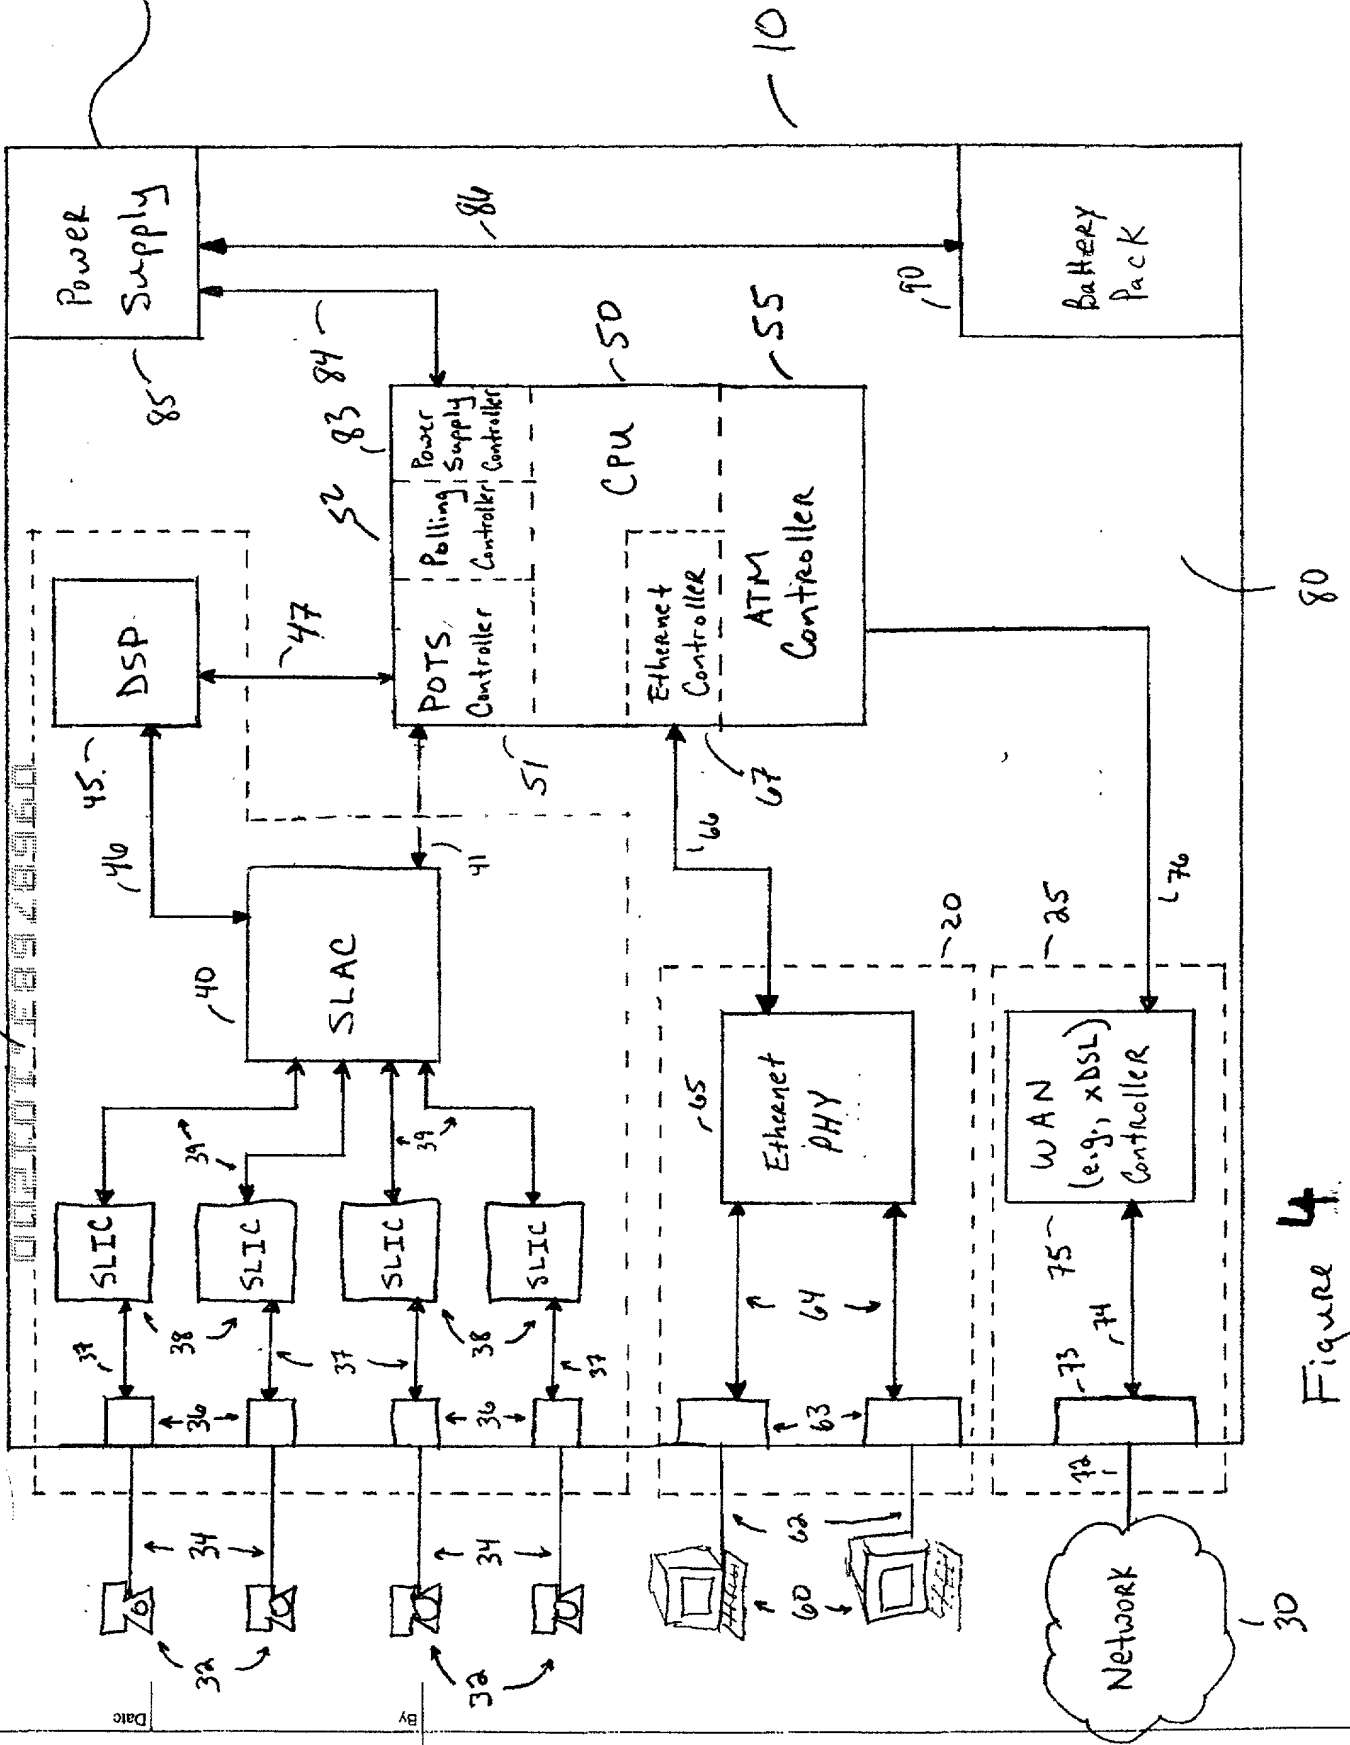 Date
By
32
34
36
37
38
SLIC
39
SLIC
32
34
36
37
38
SLIC
39
SLIC
37
40
SLAC
41
46
45
DSP
47
51
POTS
Controller
52
Polling
Controller
83
Power
Supply
Controller
50
CPU
67
Ethernet
Controller
55
ATM
Controller
84
85
Power
Supply
86
90
Battery
Pack
10
60
62
63
64
65
Ethernet
PHY
66
20
30
Network
72
73
74
75
WAN
(e.g., xDSL)
Controller
25
76
80
Figure 4